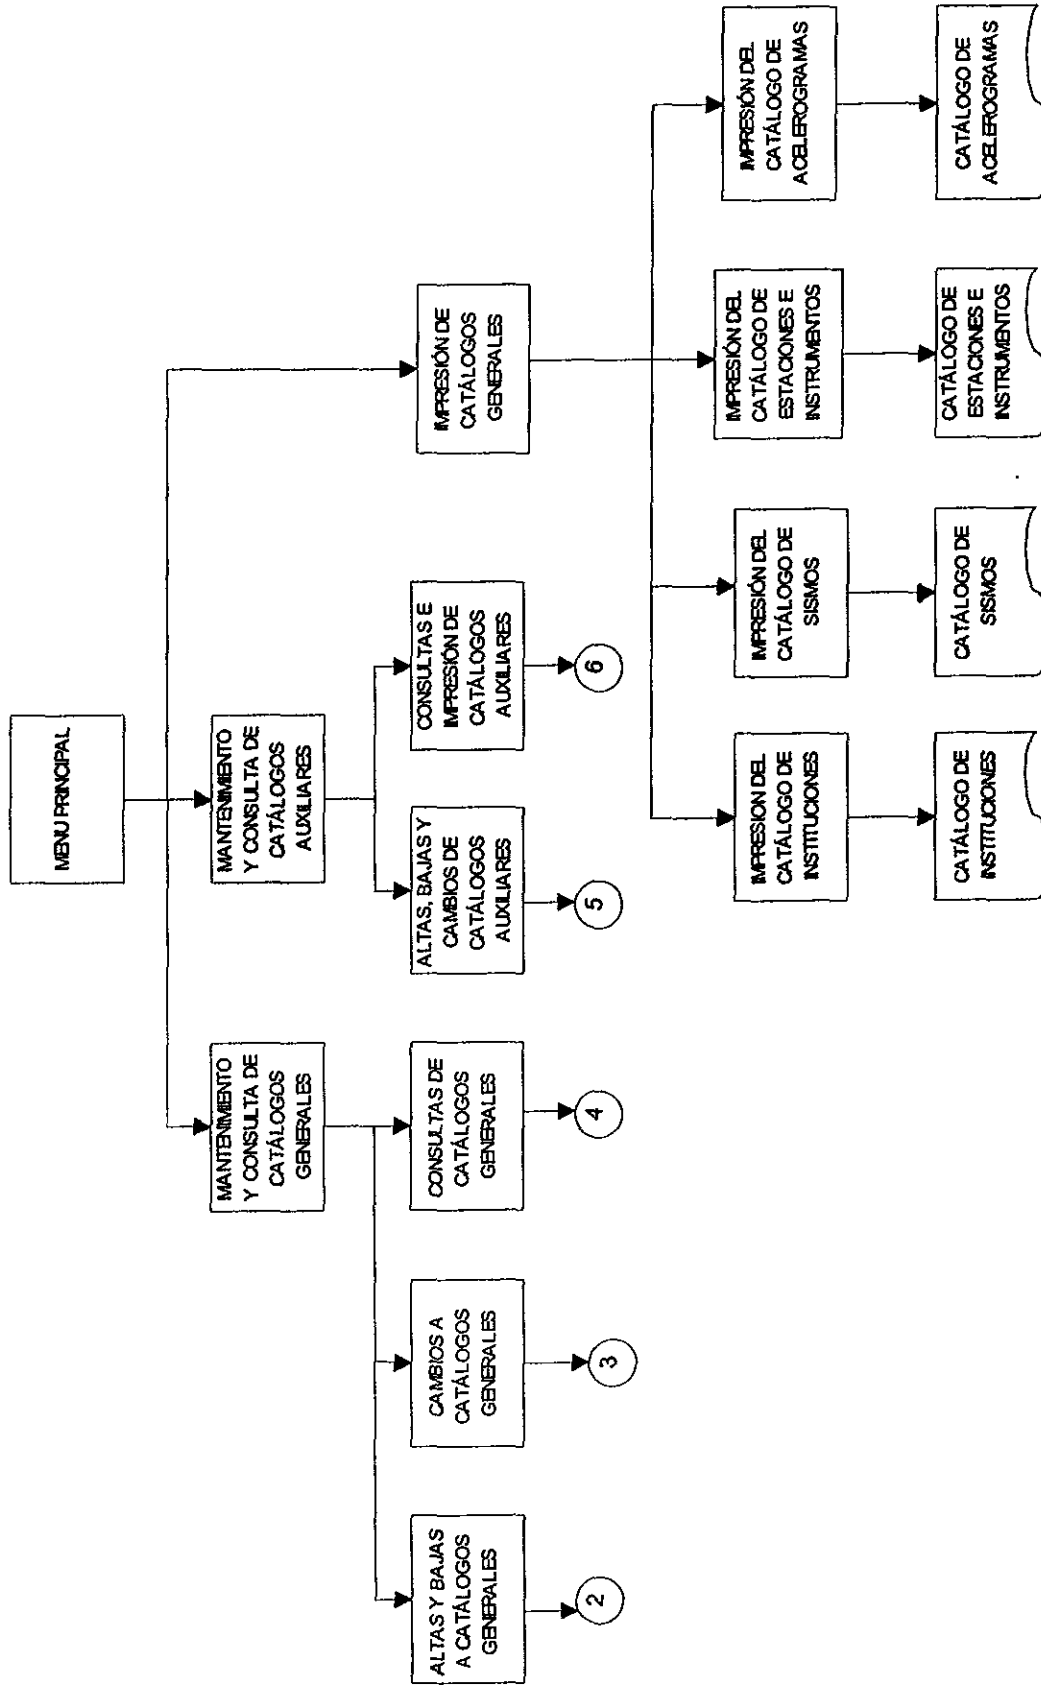 MENU PRINCIPAL
MANTENIMIENTO
Y CONSULTA DE
CATÁLOGOS
GENERALES
MANTENIMIENTO
Y CONSULTA DE
CATÁLOGOS
AUXILIARES
ALTAS Y BAJAS
A CATÁLOGOS
GENERALES
CAMBIOS A
CATÁLOGOS
GENERALES
CONSULTAS DE
CATÁLOGOS
GENERALES
ALTAS, BAJAS Y
CAMBIOS DE
CATÁLOGOS
AUXILIARES
CONSULTAS E
IMPRESIÓN DE
CATÁLOGOS
AUXILIARES
IMPRESIÓN DE
CATÁLOGOS
GENERALES
2
3
4
5
6
IMPRESIÓN DEL
CATÁLOGO DE
INSTITUCIONES
IMPRESIÓN DEL
CATÁLOGO DE
SISMOS
IMPRESIÓN DEL
CATÁLOGO DE
ESTACIONES E
INSTRUMENTOS
IMPRESIÓN DEL
CATÁLOGO DE
ACELEROGRAMAS
CATÁLOGO DE
INSTITUCIONES
CATÁLOGO DE
SISMOS
CATÁLOGO DE
ESTACIONES E
INSTRUMENTOS
CATÁLOGO DE
ACELEROGRAMAS